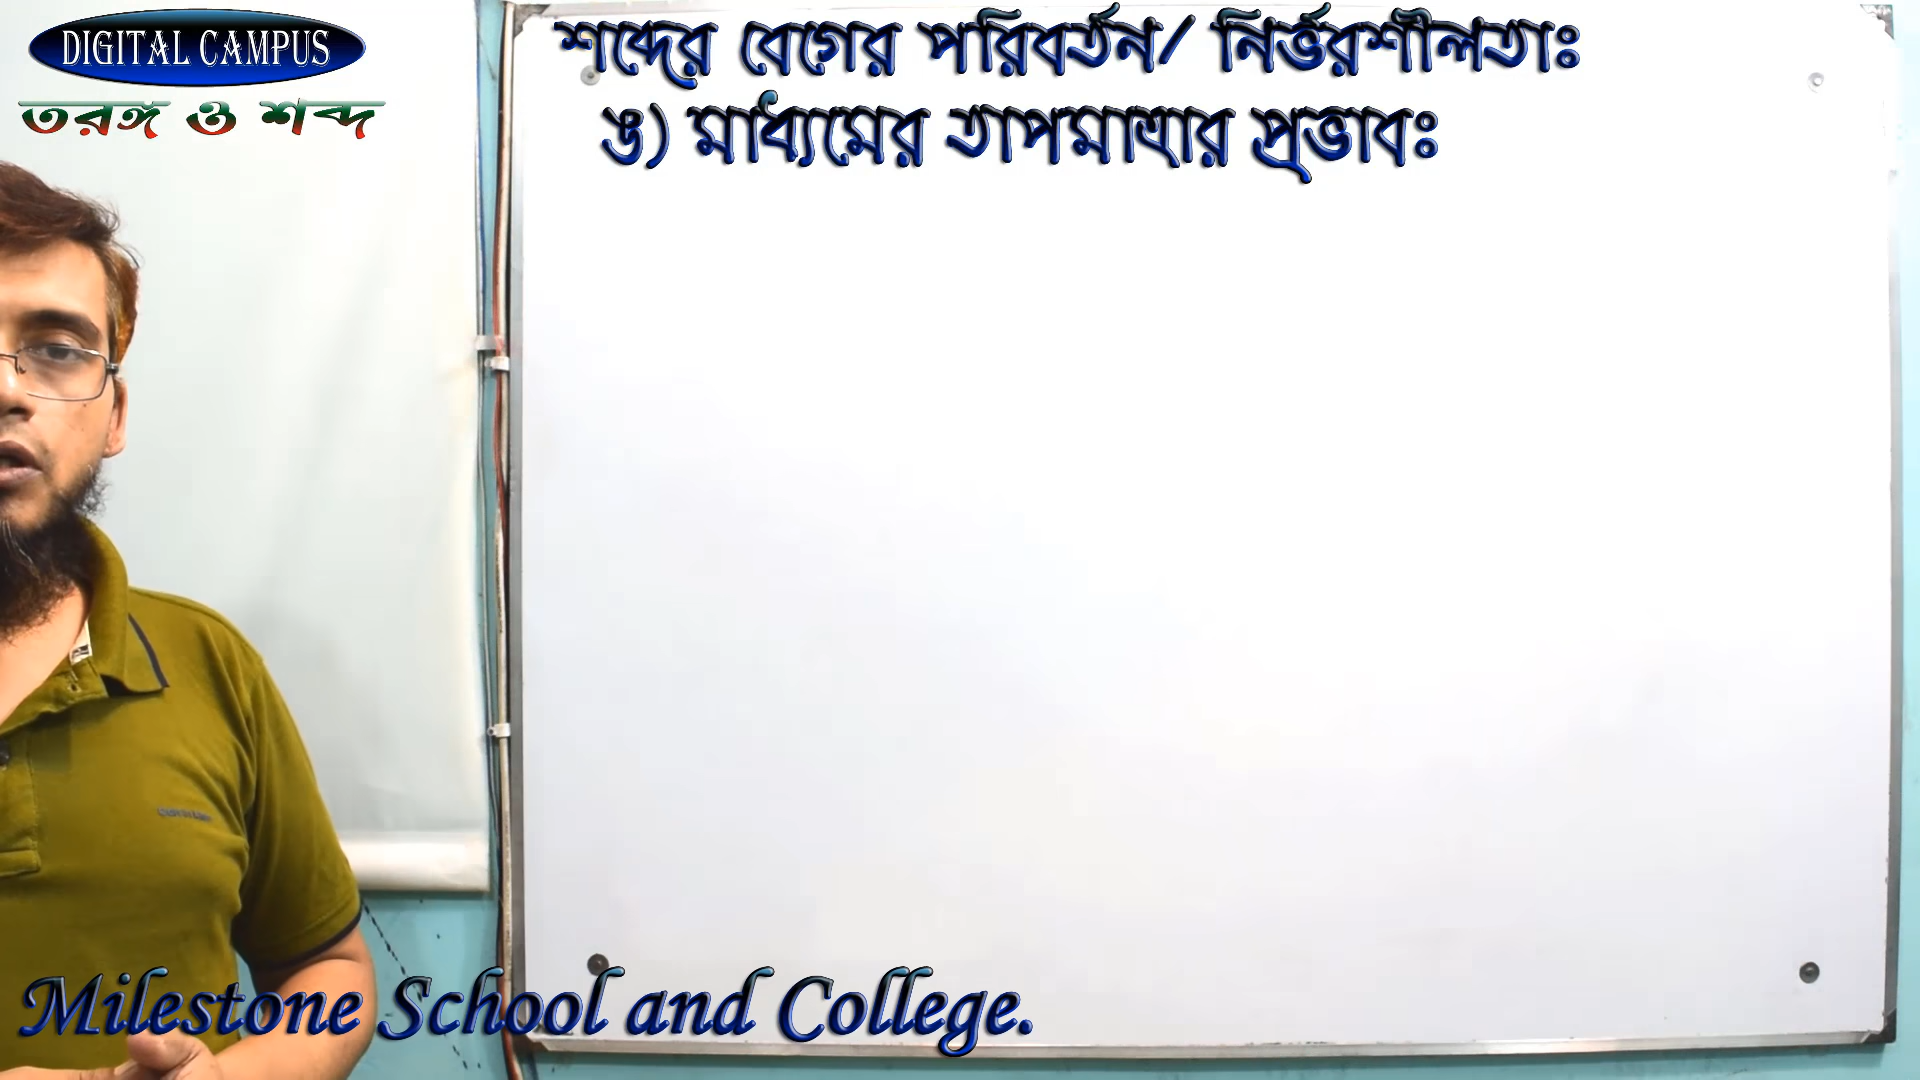 DIGITAL CAMPUS
তরঙ্গ ও শব্দ
শব্দের বেগের পরিবর্তন/ নির্ভরশীলতাঃ
ঙ) মাধ্যমের তাপমাত্রার প্রভাবঃ
Milestone School and College.